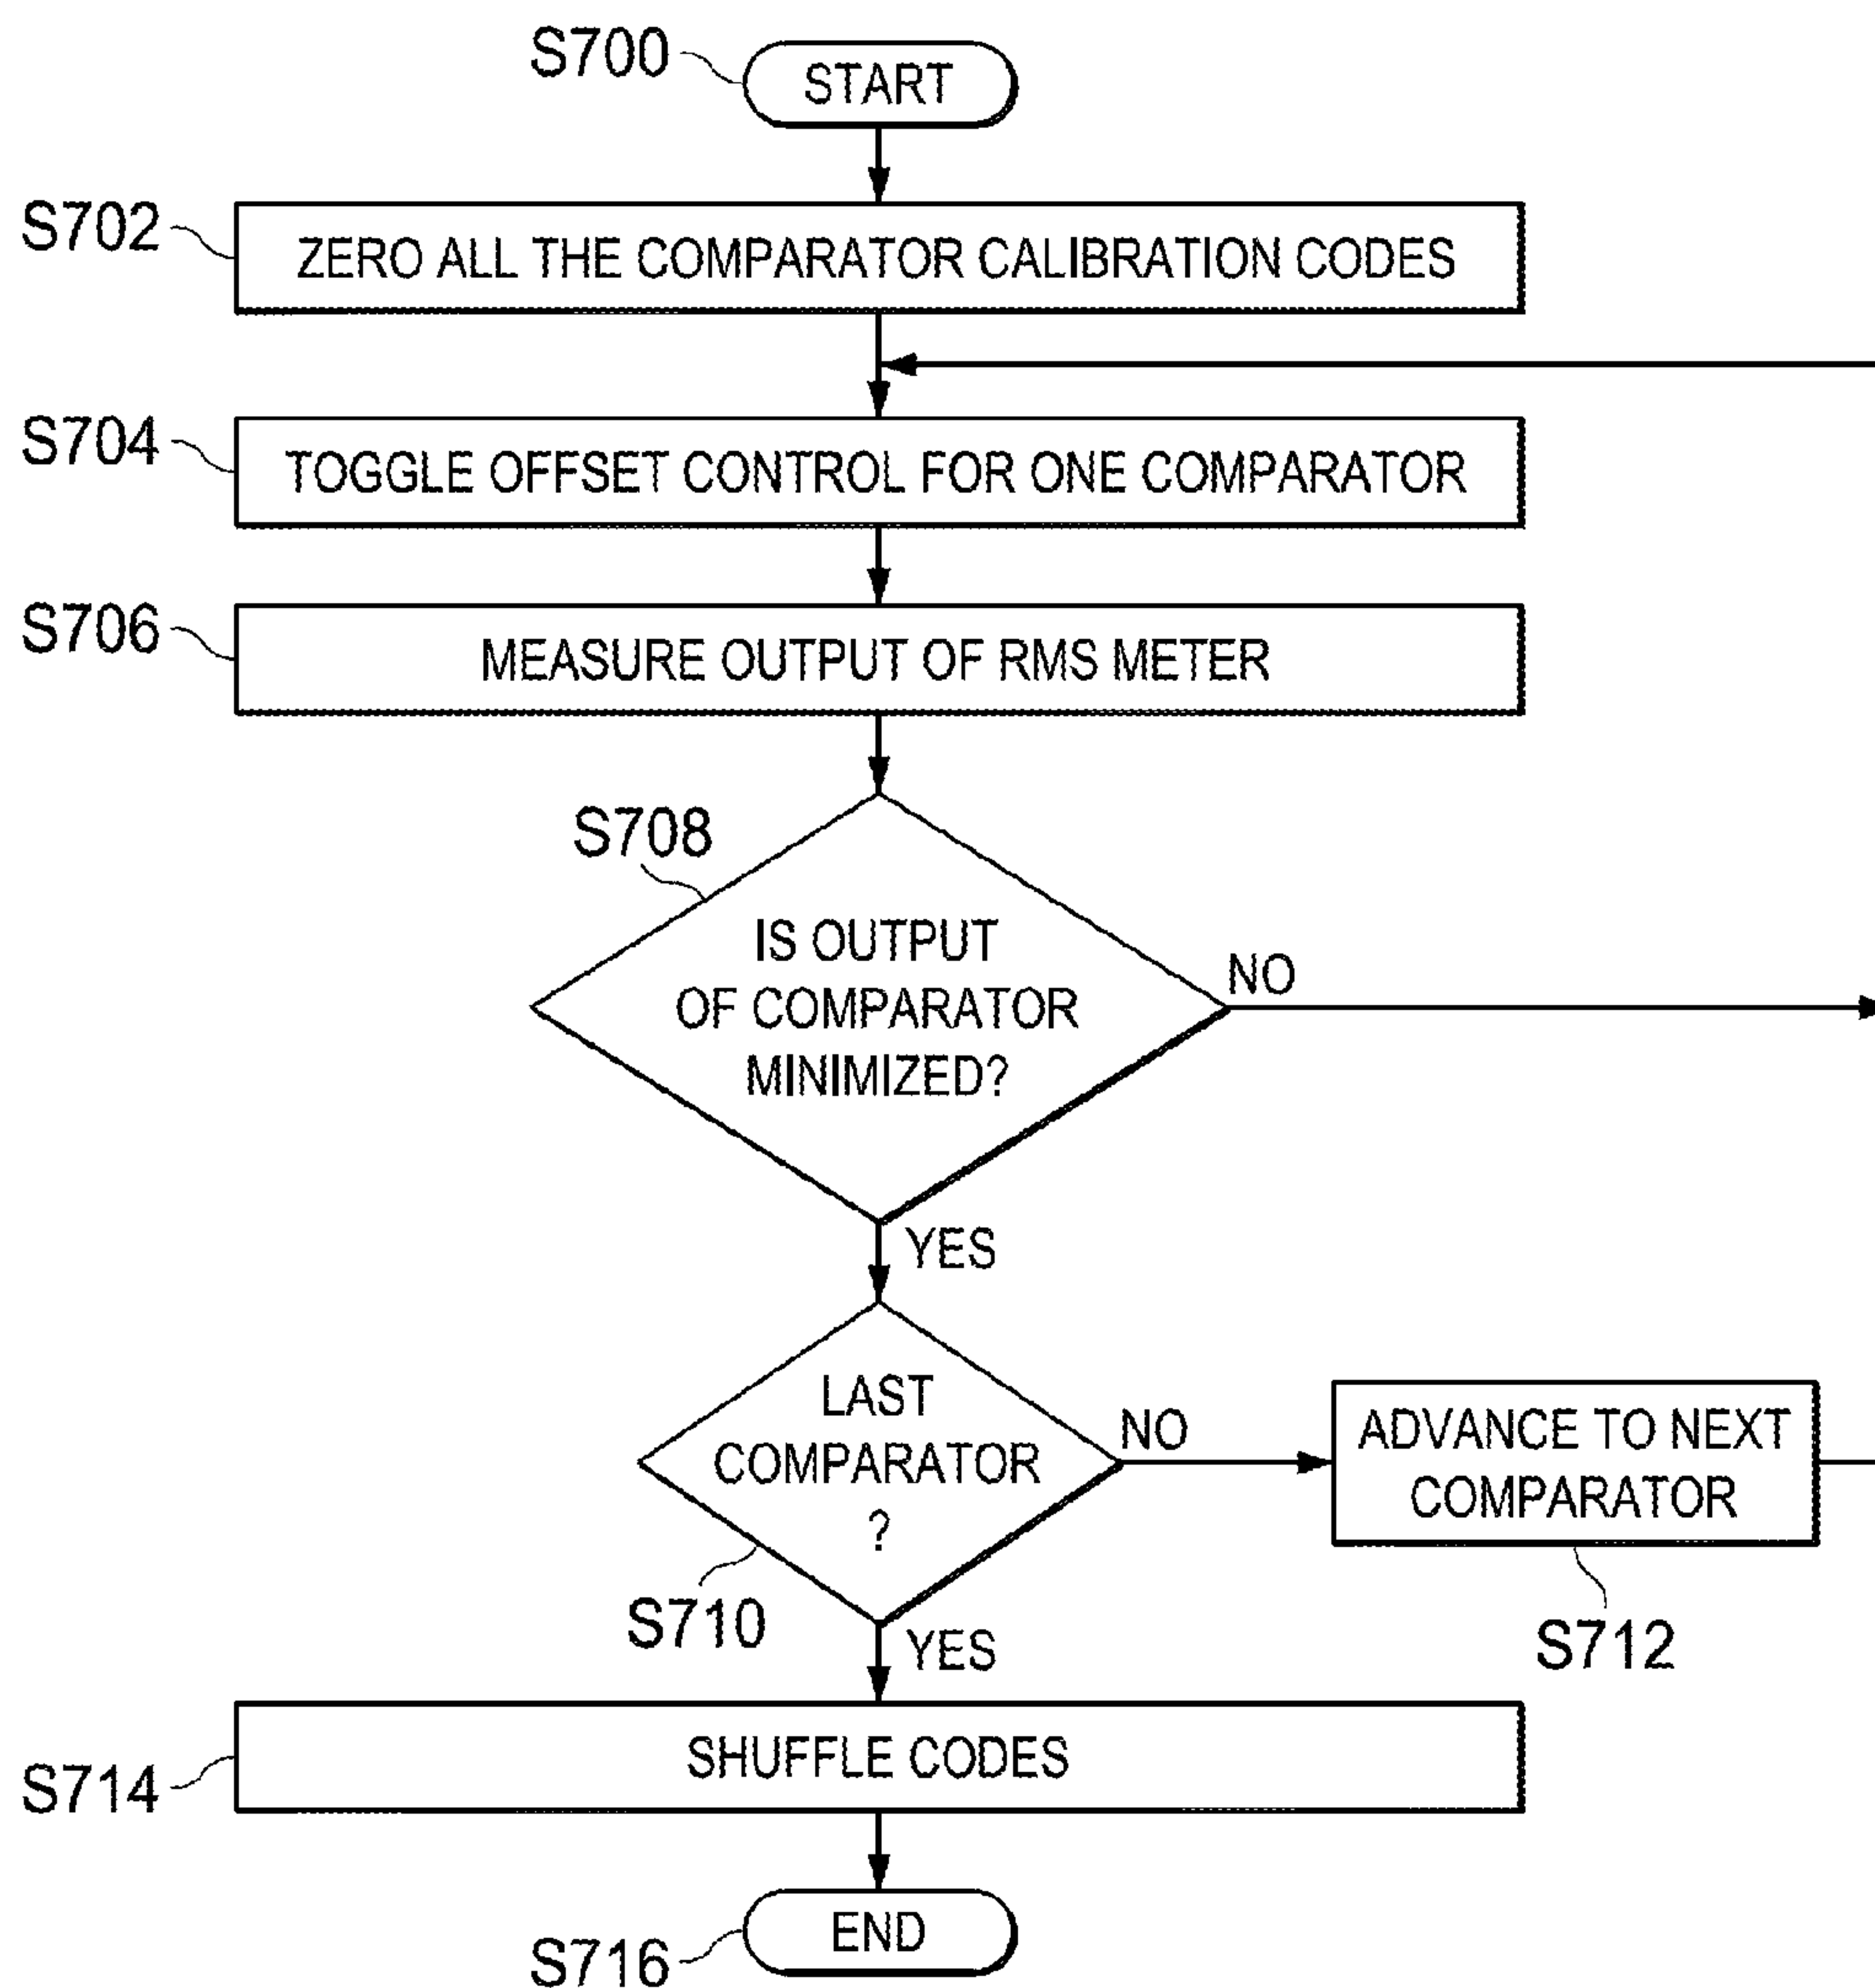 S700
START
S702
ZERO ALL THE COMPARATOR CALIBRATION CODES
S704
TOGGLE OFFSET CONTROL FOR ONE COMPARATOR
S706
MEASURE OUTPUT OF RMS METER
S708
IS OUTPUT
OF COMPARATOR
MINIMIZED?
NO
YES
LAST
COMPARATOR
?
NO
ADVANCE TO NEXT
COMPARATOR
S710
S712
YES
SHUFFLE CODES
S714
END
S716